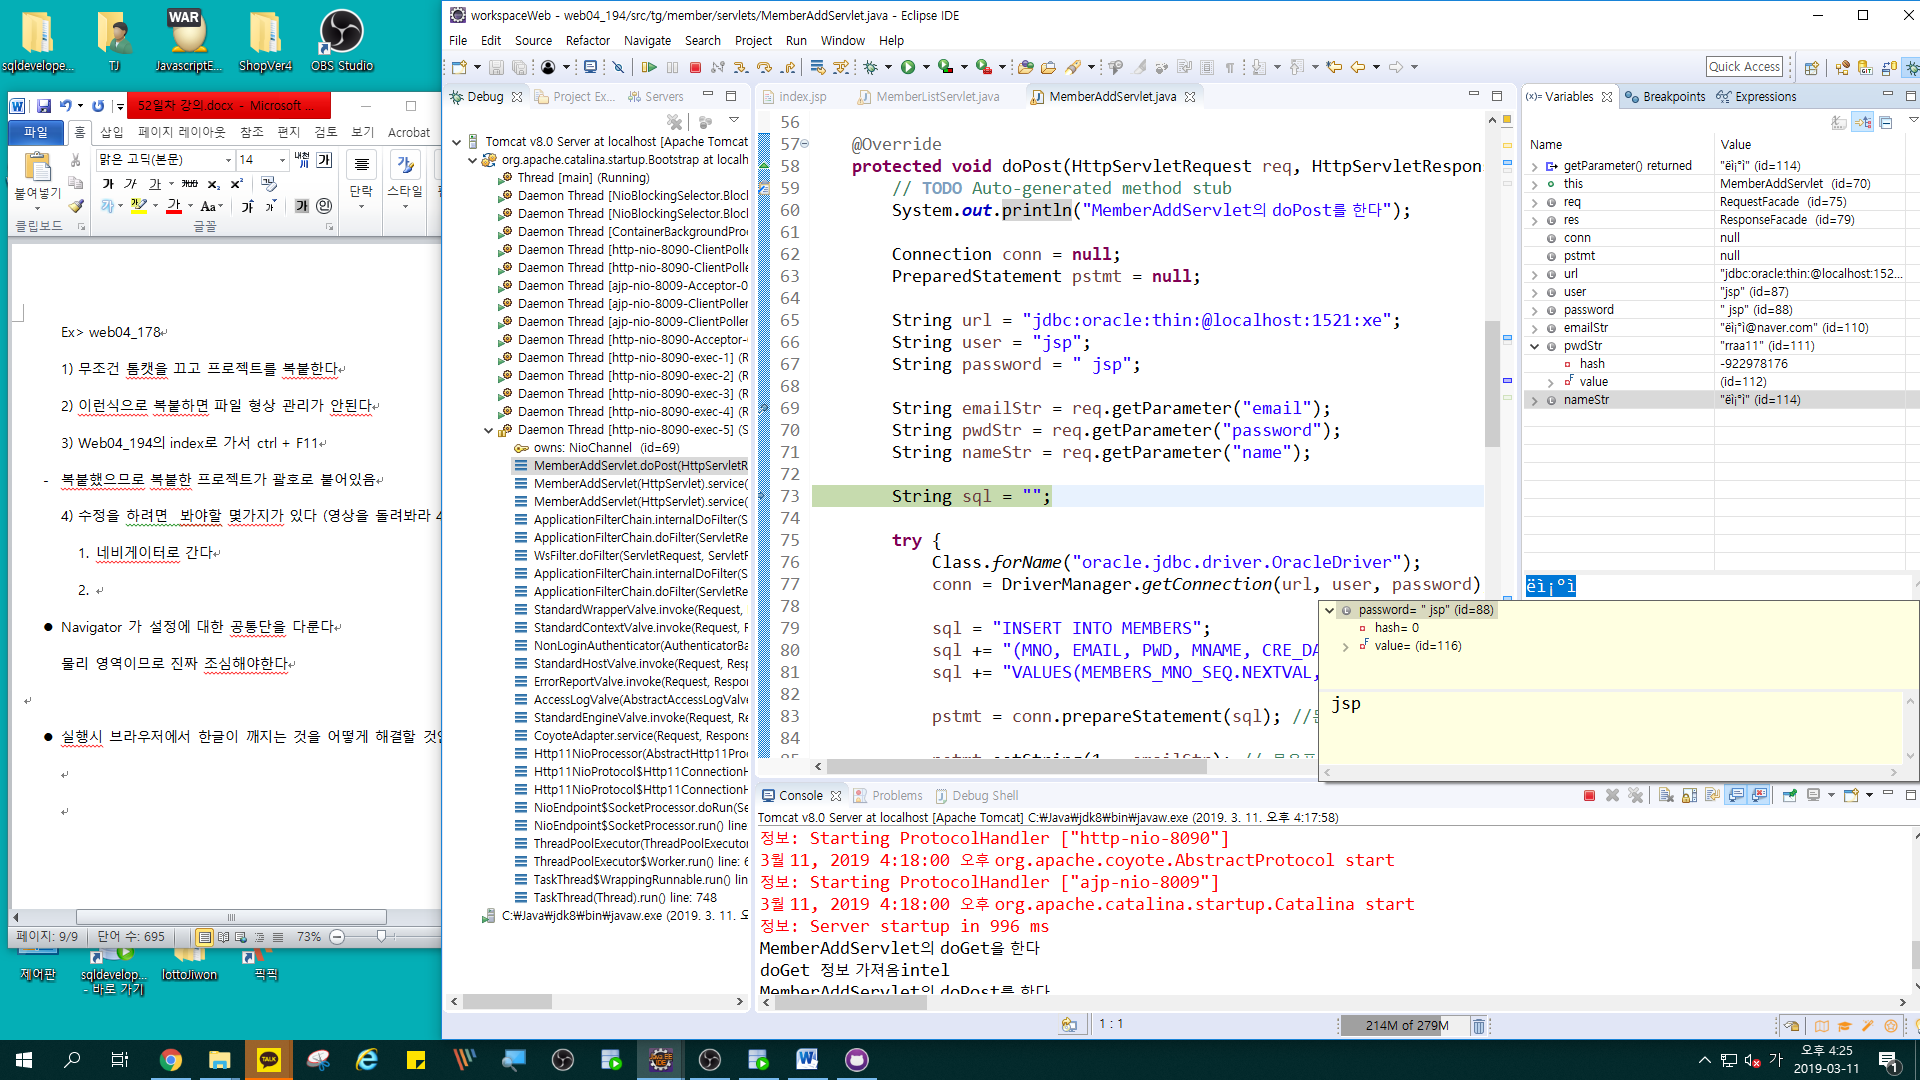 sqldevelope...
TJ
WAR
JavascriptE...
ShopVer4
OBS Studio
52일차 강의.docx - Microsoft ...
파일
홈
삽입
페이지 레이아웃
참조
편지
검토
보기
Acrobat
붙여넣기
맑은 고딕(본문)
14
단락
스타일
클립보드
글꼴
Ex> web04_178
1) 무조건 톰캣을 끄고 프로젝트를 복붙한다
2) 이런식으로 복붙하면 파일 형상 관리가 안된다
3) Web04_194의 index로 가서 ctrl + F11
- 복붙했으므로 복붙한 프로젝트가 괄호로 붙어있음
4) 수정을 하려면 봐야할 몇가지가 있다 (영상을 돌려봐라 4
1. 네비게이터로 간다
2.
● Navigator 가 설정에 대한 공통단을 다룬다
물리 영역이므로 진짜 조심해야한다
● 실행시 브라우저에서 한글이 깨지는 것을 어떻게 해결할 것인
페이지: 9/9
단어 수: 695
73%
제어판
sqldevelop... - 바로 가기
lottoJiwon
픽픽
workspaceWeb - web04_194/src/tg/member/servlets/MemberAddServlet.java - Eclipse IDE
File Edit Source Refactor Navigate Search Project Run Window Help
Quick Access
Debug
Project Ex...
Servers
Tomcat v8.0 Server at localhost [Apache Tomcat
org.apache.catalina.startup.Bootstrap at localh
Thread [main] (Running)
Daemon Thread [NioBlockingSelector.Block
Daemon Thread [NioBlockingSelector.Block
Daemon Thread [ContainerBackgroundProc
Daemon Thread [http-nio-8090-ClientPoller
Daemon Thread [http-nio-8090-ClientPoller
Daemon Thread [ajp-nio-8009-Acceptor-0
Daemon Thread [ajp-nio-8009-ClientPoller
Daemon Thread [ajp-nio-8009-ClientPoller
Daemon Thread [http-nio-8090-Acceptor-
Daemon Thread [http-nio-8090-exec-1] (R
Daemon Thread [http-nio-8090-exec-2] (R
Daemon Thread [http-nio-8090-exec-3] (R
Daemon Thread [http-nio-8090-exec-4] (R
Daemon Thread [http-nio-8090-exec-5] (S
owns: NioChannel (id=69)
MemberAddServlet.doPost(HttpServletR
MemberAddServlet(HttpServlet).service(
MemberAddServlet(HttpServlet).service(
ApplicationFilterChain.internalDoFilter(S
ApplicationFilterChain.doFilter(ServletRe
WsFilter.doFilter(ServletRequest, ServletF
ApplicationFilterChain.internalDoFilter(S
ApplicationFilterChain.doFilter(ServletRe
StandardWrapperValve.invoke(Request,
StandardContextValve.invoke(Request, F
NonLoginAuthenticator(AuthenticatorBa
StandardHostValve.invoke(Request, Resp
ErrorReportValve.invoke(Request, Respon
AccessLogValve(AbstractAccessLogValve
StandardEngineValve.invoke(Request, Re
CoyoteAdapter.service(Request, Respons
Http11NioProcessor(AbstractHttp11Proc
Http11NioProtocol$Http11ConnectionH
Http11NioProtocol$Http11ConnectionH
NioEndpoint$SocketProcessor.doRun(Se
NioEndpoint$SocketProcessor.run() line
ThreadPoolExecutor(ThreadPoolExecutor
ThreadPoolExecutor$Worker.run() line: 6
TaskThread$WrappingRunnable.run() lin
TaskThread(Thread).run() line: 748
C:₩Java₩jdk8₩bin₩javaw.exe (2019. 3. 11. 오
index.jsp
MemberListServlet.java
MemberAddServlet.java
56
57 @Override
58 protected void doPost(HttpServletRequest req, HttpServletRespon
59 // TODO Auto-generated method stub
60 System.out.println("MemberAddServlet의 doPost를 한다");
61
62 Connection conn = null;
63 PreparedStatement pstmt = null;
64
65 String url = "jdbc:oracle:thin:@localhost:1521:xe";
66 String user = "jsp";
67 String password = " jsp";
68
69 String emailStr = req.getParameter("email");
70 String pwdStr = req.getParameter("password");
71 String nameStr = req.getParameter("name");
72
73 String sql = "";
74
75 try {
76 Class.forName("oracle.jdbc.driver.OracleDriver");
77 conn = DriverManager.getConnection(url, user, password)
78
79 sql = "INSERT INTO MEMBERS";
80 sql += "(MNO, EMAIL, PWD, MNAME, CRE_DA
81 sql += "VALUES(MEMBERS_MNO_SEQ.NEXTVAL,
82
83 pstmt = conn.prepareStatement(sql); //
84
Variables
Breakpoints
Expressions
Name Value
getParameter() returned "ëì¡°ì" (id=114)
this MemberAddServlet (id=70)
req RequestFacade (id=75)
res ResponseFacade (id=79)
conn null
pstmt null
url "jdbc:oracle:thin:@localhost:152...
user "jsp" (id=87)
password " jsp" (id=88)
emailStr "ëì¡°ì@naver.com" (id=110)
pwdStr "rraa11" (id=111)
hash -922978176
value (id=112)
nameStr "ëì¡°ì" (id=114)
ëì¡°ì
password= " jsp" (id=88)
hash= 0
value= (id=116)
jsp
Console
Problems
Debug Shell
Tomcat v8.0 Server at localhost [Apache Tomcat] C:₩Java₩jdk8₩bin₩javaw.exe (2019. 3. 11. 오후 4:17:58)
정보: Starting ProtocolHandler ["http-nio-8090"]
3월 11, 2019 4:18:00 오후 org.apache.coyote.AbstractProtocol start
정보: Starting ProtocolHandler ["ajp-nio-8009"]
3월 11, 2019 4:18:00 오후 org.apache.catalina.startup.Catalina start
정보: Server startup in 996 ms
MemberAddServlet의 doGet을 한다
doGet 정보 가져옴intel
MemberAddServlet의 doPost를 한다
1 : 1
214M of 279M
TALK
가
오후 4:25
2019-03-11
1